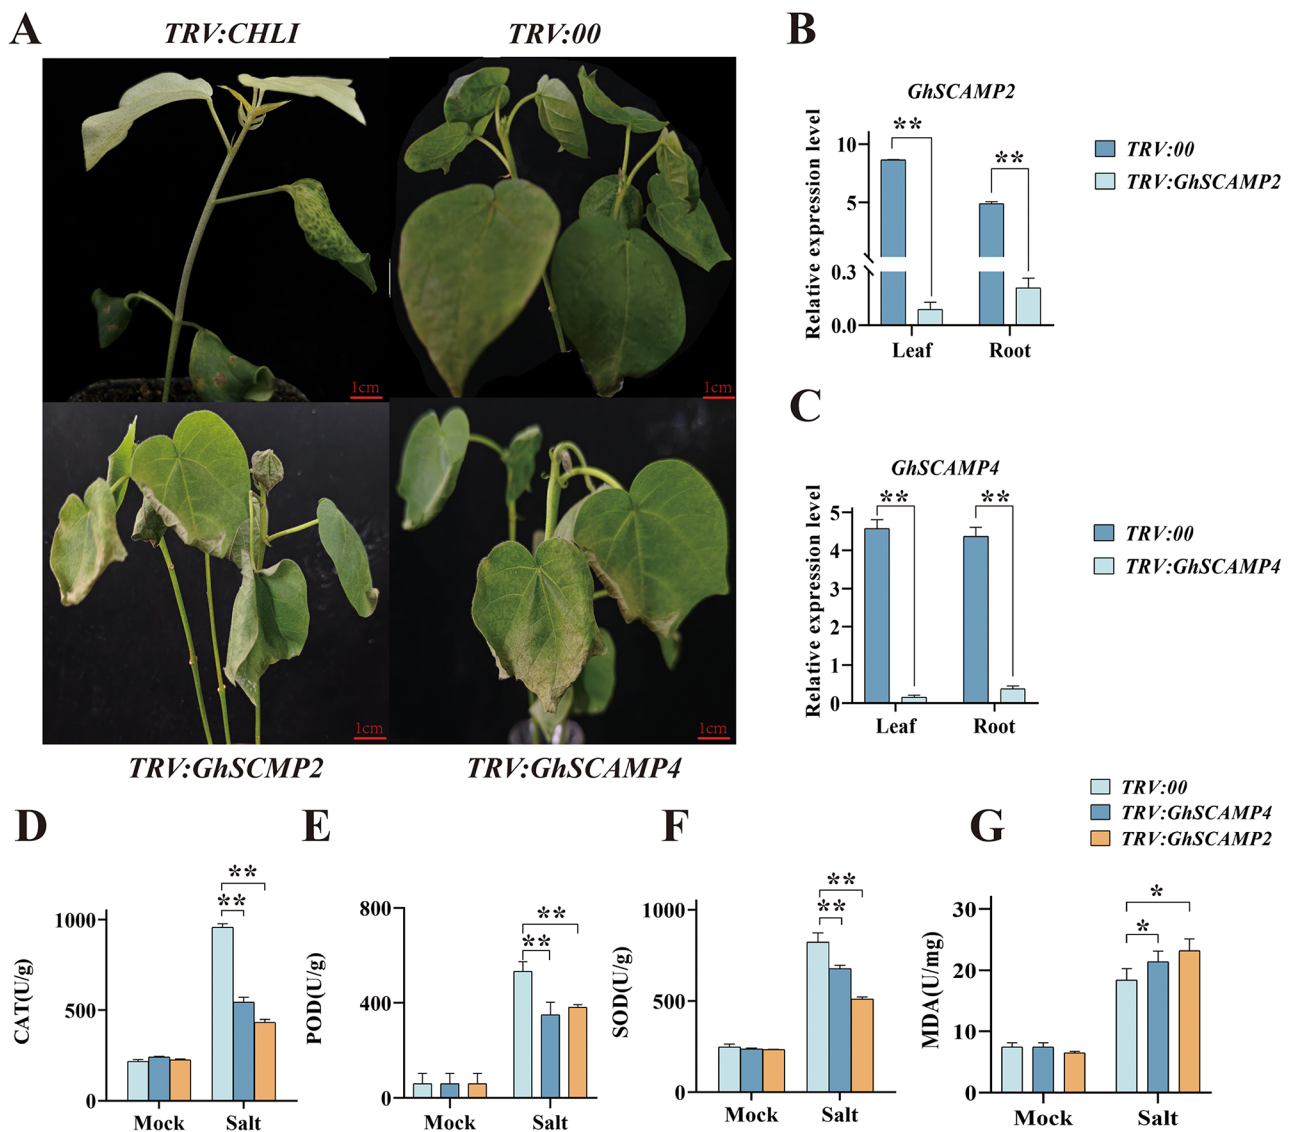 A
TRV:CHLI
TRV:00
1cm
1cm
1cm
1cm
TRV:GhSCMP2
TRV:GhSCAMP4
B
GhSCAMP2
Relative expression level
10
5
0.3
0.0
**
**
Leaf
Root
TRV:00
TRV:GhSCAMP2
C
GhSCAMP4
Relative expression level
5
4
3
2
1
0
**
**
Leaf
Root
TRV:00
TRV:GhSCAMP4
TRV:00
TRV:GhSCAMP4
TRV:GhSCAMP2
D
CAT(U/g)
1000
500
0
**
**
Mock
Salt
E
POD(U/g)
800
400
0
**
**
Mock
Salt
F
SOD(U/g)
1000
500
0
**
**
Mock
Salt
G
MDA(U/mg)
30
20
10
0
*
*
Mock
Salt